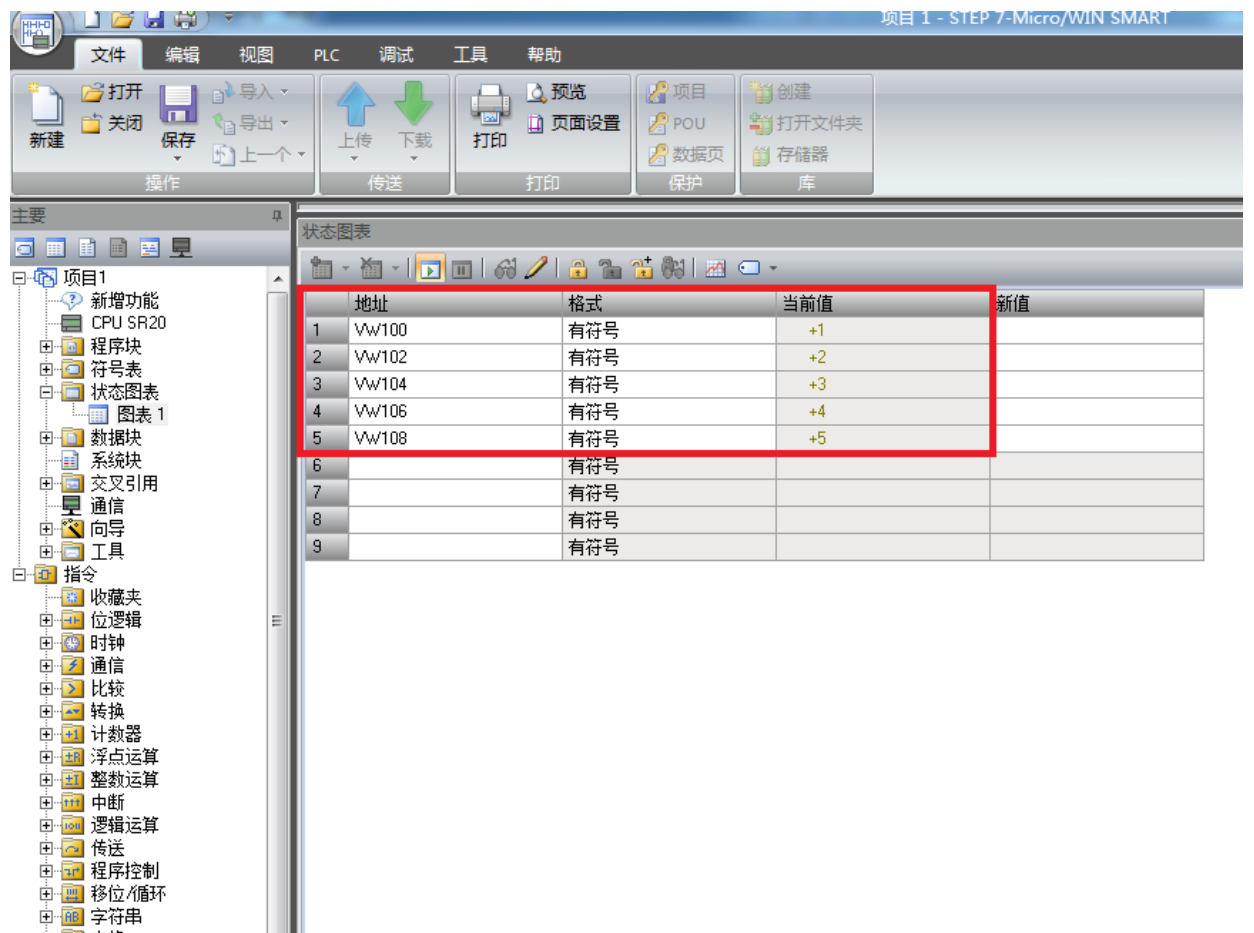 项目 1 - STEP 7-Micro/WIN SMART
文件 编辑 视图 PLC 调试 工具 帮助
新建
打开
关闭
保存
导入
导出
上一个
操作
上传 下载
传送
打印
预览
页面设置
打印
项目
POU
数据页
保护
创建
打开文件夹
存储器
库
主要
项目1
新增功能
CPU SR20
程序块
符号表
状态图表
图表 1
数据块
系统块
交叉引用
通信
向导
工具
指令
收藏夹
位逻辑
时钟
通信
比较
转换
计数器
浮点运算
整数运算
中断
逻辑运算
传送
程序控制
移位/循环
字符串
状态图表
地址 格式 当前值 新值
1 VW100 有符号 +1
2 VW102 有符号 +2
3 VW104 有符号 +3
4 VW106 有符号 +4
5 VW108 有符号 +5
6 有符号
7 有符号
8 有符号
9 有符号